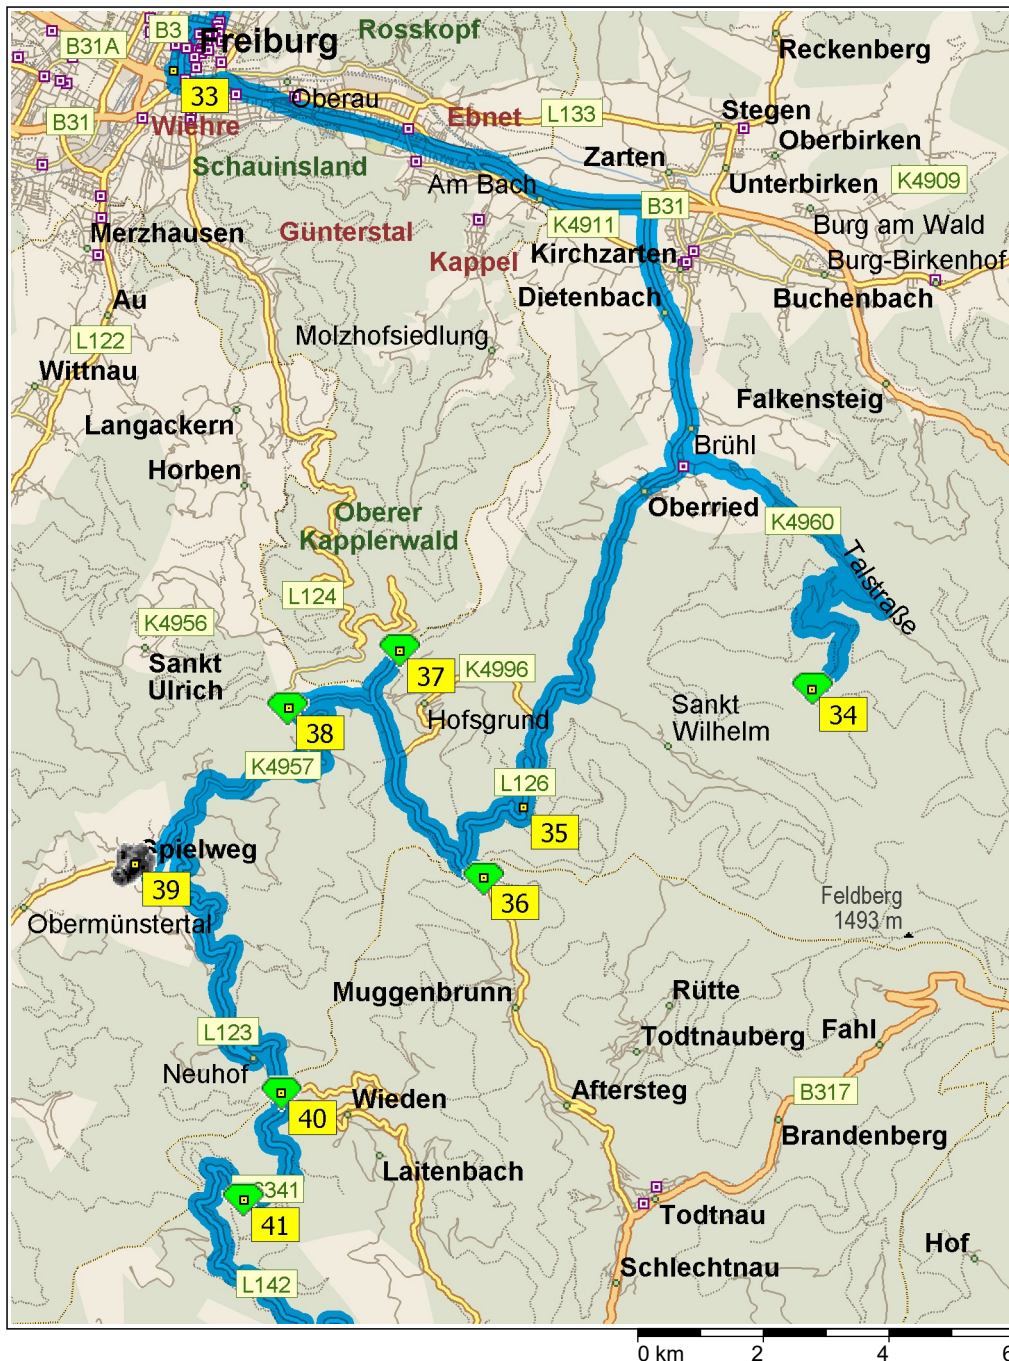 B3
Rosskopf
B31A
Freiburg
Reckenberg
33
Oberau
Ebnet
L133
Stegen
B31
Wiehre
Oberbirken
Schauinsland
Zarten
Am Bach
Unterbirken
K4909
B31
K4911
Burg am Wald
Merzhausen
Günterstal
Kappel
Kirchzarten
Burg-Birkenhof
Dietenbach
Buchenbach
Au
L122
Molzhofsiedlung
Wittnau
Falkensteig
Langackern
Brühl
Horben
Oberried
Oberer
Kapplerwald
K4960
Talstraße
L124
K4956
Sankt
Ulrich
37
K4996
Hofsgrund
Sankt
Wilhelm
34
38
K4957
L126
35
Spielweg
39
36
Obermünstertal
Feldberg
1493 m
Muggenbrunn
Rütte
L123
Todtnauberg
Fahl
Neuhof
Aftersteg
B317
Wieden
40
Brandenberg
Laitenbach
341
41
Todtnau
Hof
Schlechtnau
L142
0 km 2 4 6